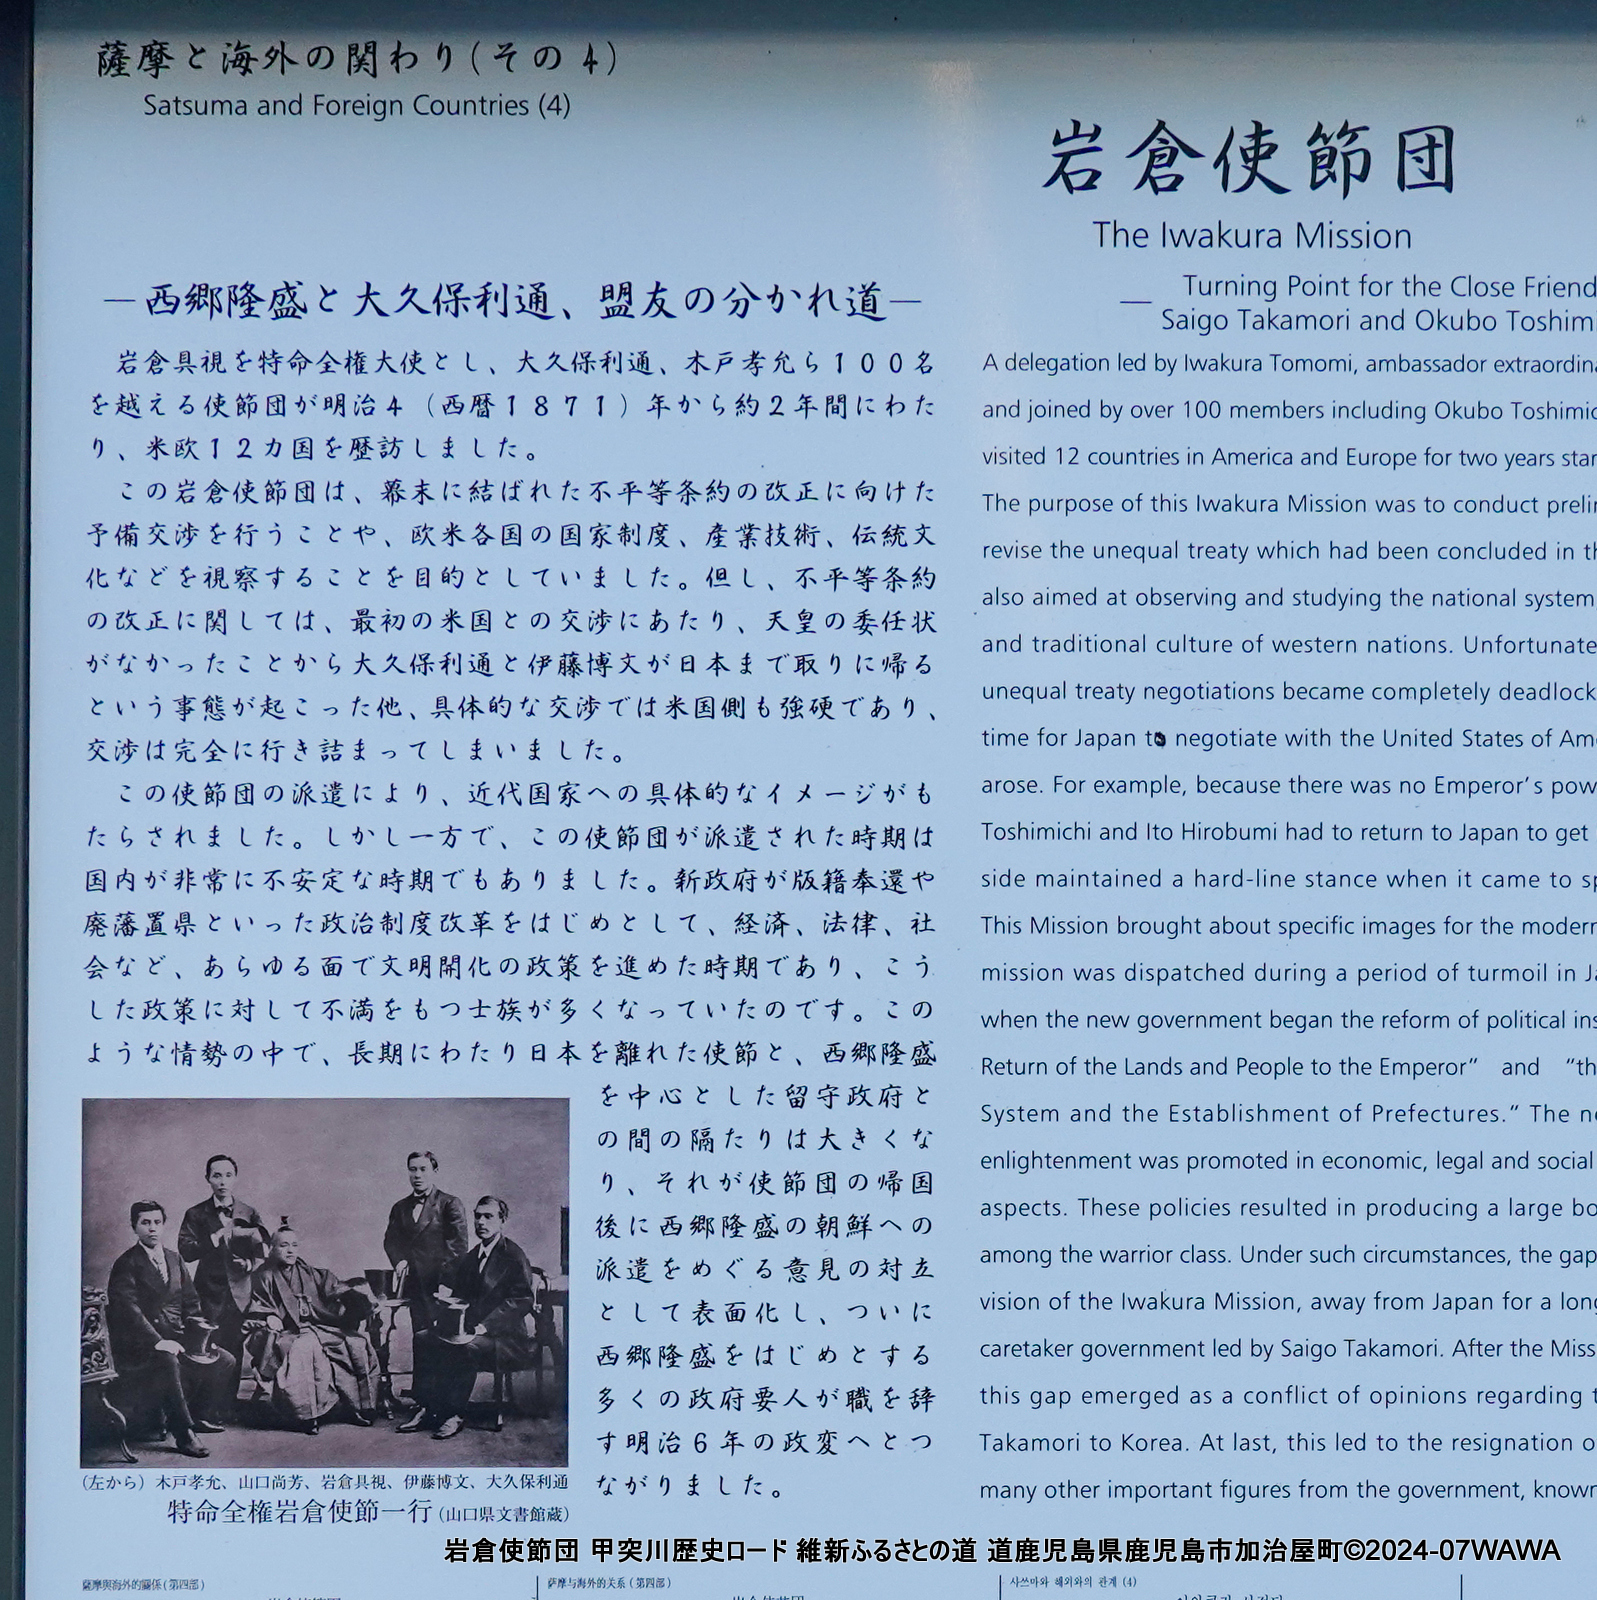 薩摩と海外の関わり(その4)
Satsuma and Foreign Countries (4)
―西郷隆盛と大久保利通、盟友の分かれ道―
岩倉具視を特命全権大使とし、大久保利通、木戸孝允ら100名
を越える使節団が明治4(西暦1871)年から約2年間にわた
り、米欧12カ国を歴訪しました。
この岩倉使節団は、幕末に結ばれた不平等条約の改正に向けた
予備交渉を行うことや、欧米各国の国家制度、産業技術、伝統文
化などを視察することを目的としていました。但し、不平等条約
の改正に関しては、最初の米国との交渉にあたり、天皇の委任状
がなかったことから大久保利通と伊藤博文が日本まで取りに帰る
という事態が起こった他、具体的な交渉では米国側も強硬であり、
交渉は完全に行き詰まってしまいました。
この使節団の派遣により、近代国家への具体的なイメージがも
たらされました。しかし一方で、この使節団が派遣された時期は
国内が非常に不安定な時期でもありました。新政府が版籍奉還や
廃藩置県といった政治制度改革をはじめとして、経済、法律、社
会など、あらゆる面で文明開化の政策を進めた時期であり、こう
した政策に対して不満をもつ士族が多くなっていたのです。この
ような情勢の中で、長期にわたり日本を離れた使節と、西郷隆盛
を中心とした留守政府と
の間の隔たりは大きくな
り、それが使節団の帰国
後に西郷隆盛の朝鮮への
派遣をめぐる意見の対立
として表面化し、ついに
西郷隆盛をはじめとする
多くの政府要人が職を辞
す明治6年の政変へとつ
ながりました。
(左から)木戸孝允、山口尚芳、岩倉具視、伊藤博文、大久保利通
特命全権岩倉使節一行(山口県文書館蔵)
岩倉使節団
The Iwakura Mission
― Turning Point for the Close Friend
Saigo Takamori and Okubo Toshim
A delegation led by Iwakura Tomomi, ambassador extraordina
and joined by over 100 members including Okubo Toshimic
visited 12 countries in America and Europe for two years star
The purpose of this Iwakura Mission was to conduct prelin
revise the unequal treaty which had been concluded in th
also aimed at observing and studying the national system,
and traditional culture of western nations. Unfortunate
unequal treaty negotiations became completely deadlock
time for Japan to negotiate with the United States of Ame
arose. For example, because there was no Emperor's pow
Toshimichi and Ito Hirobumi had to return to Japan to get
side maintained a hard-line stance when it came to sp
This Mission brought about specific images for the modern
mission was dispatched during a period of turmoil in Ja
when the new government began the reform of political ins
Return of the Lands and People to the Emperor" and "th
System and the Establishment of Prefectures." The ne
enlightenment was promoted in economic, legal and social
aspects. These policies resulted in producing a large bo
among the warrior class. Under such circumstances, the gap
vision of the Iwakura Mission, away from Japan for a long
caretaker government led by Saigo Takamori. After the Miss
this gap emerged as a conflict of opinions regarding t
Takamori to Korea. At last, this led to the resignation o
many other important figures from the government, known
岩倉使節団 甲突川歴史ロード 維新ふるさとの道 道鹿児島県鹿児島市加治屋町©2024-07WAWA
薩摩與海外的關係(第四部)
薩摩与海外的关系(第四部)
사쓰마와 해외와의 관계 (4)